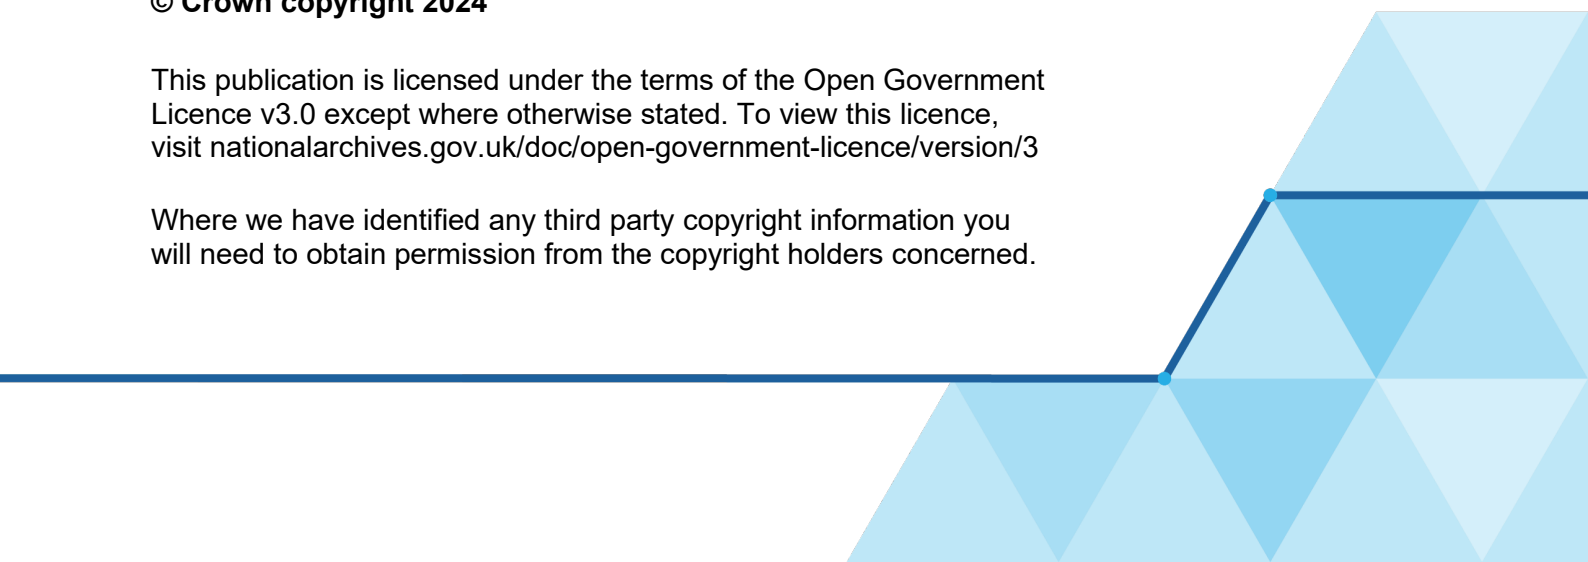 © Crown copyright 2024
This publication is licensed under the terms of the Open Government
Licence v3.0 except where otherwise stated. To view this licence,
visit nationalarchives.gov.uk/doc/open-government-licence/version/3
Where we have identified any third party copyright information you
will need to obtain permission from the copyright holders concerned.